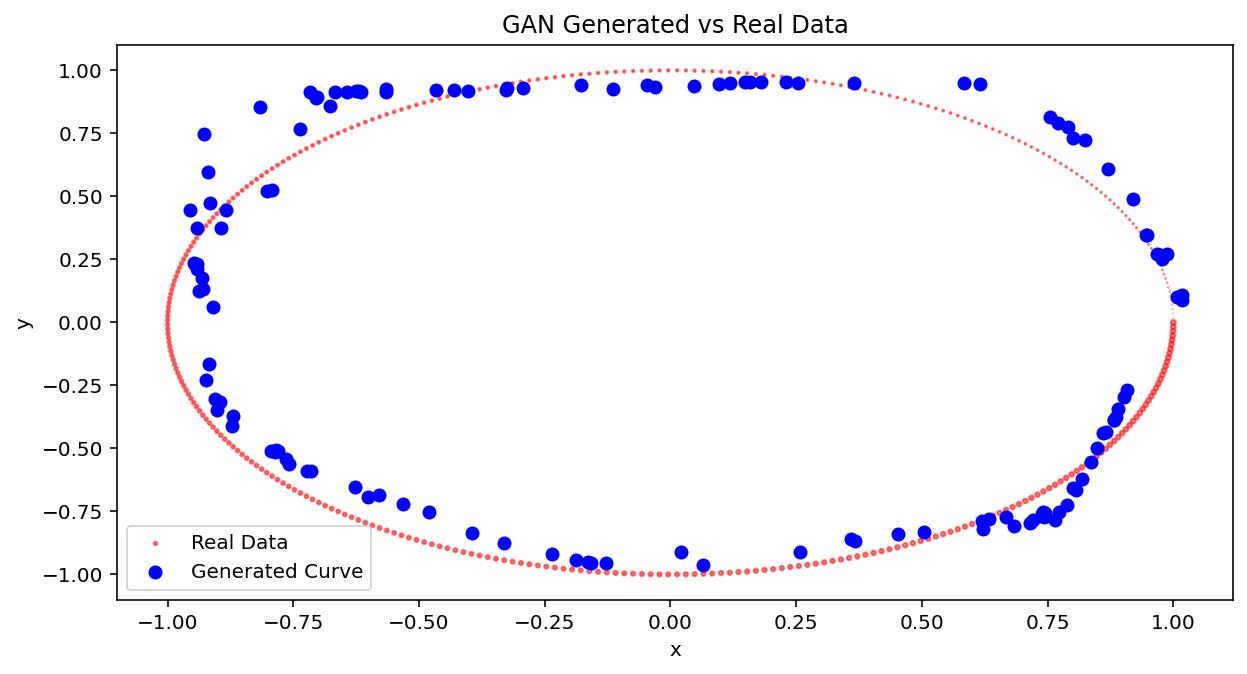 GAN Generated vs Real Data
1.00
0.75
0.50
0.25
0.00
−0.25
−0.50
−0.75
−1.00
y
Real Data
Generated Curve
−1.00 −0.75 −0.50 −0.25 0.00 0.25 0.50 0.75 1.00
x